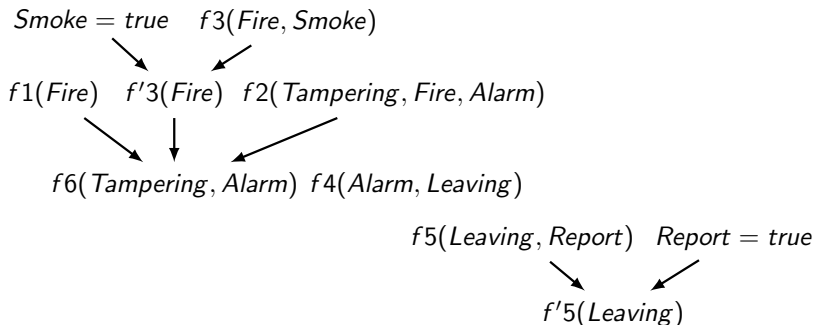 Smoke = true f3(Fire, Smoke)
f1(Fire) f'3(Fire) f2(Tampering, Fire, Alarm)
f6(Tampering, Alarm) f4(Alarm, Leaving)
f5(Leaving, Report) Report = true
f'5(Leaving)